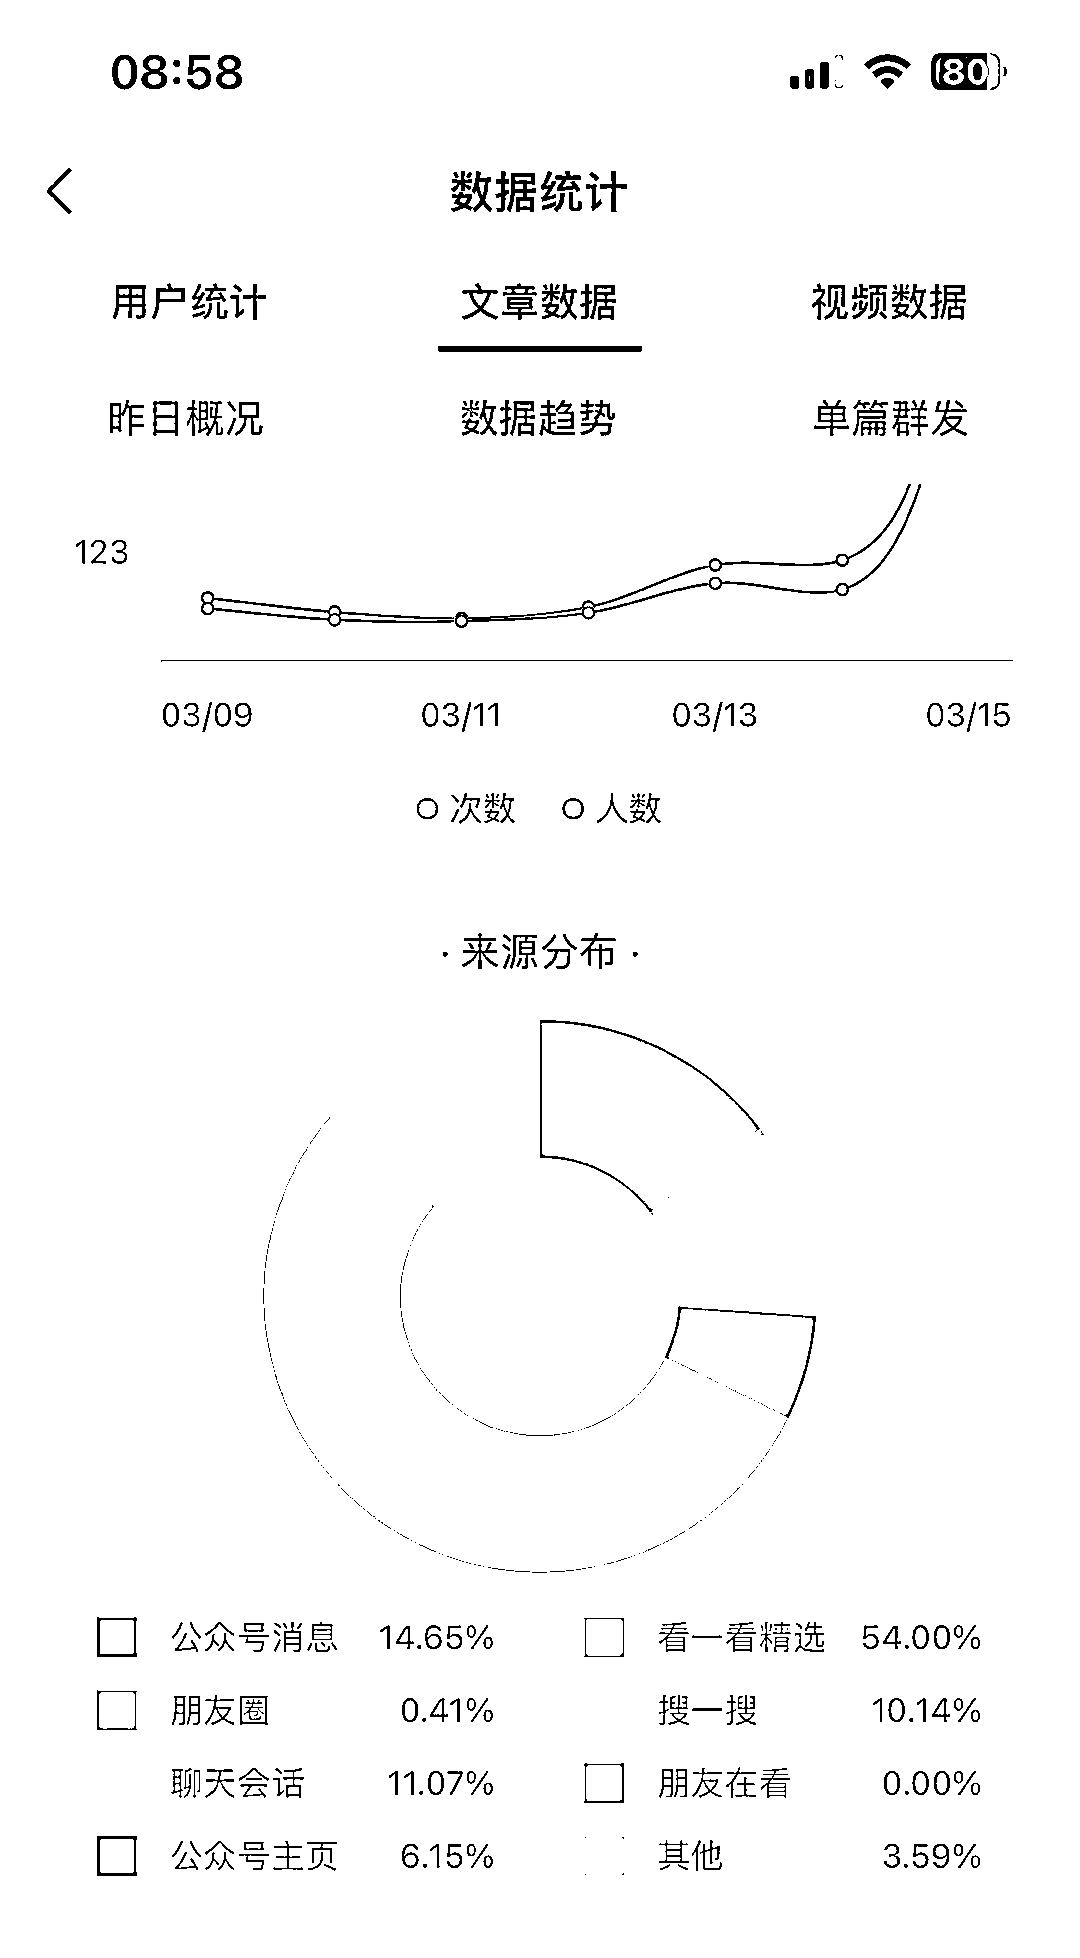 08:58 80
数据统计
用户统计 文章数据 视频数据
昨日概况 数据趋势 单篇群发
123
03/09 03/11 03/13 03/15
次数 人数
· 来源分布 ·
公众号消息 14.65% 看一看精选 54.00%
朋友圈 0.41% 搜一搜 10.14%
聊天会话 11.07% 朋友在看 0.00%
公众号主页 6.15% 其他 3.59%